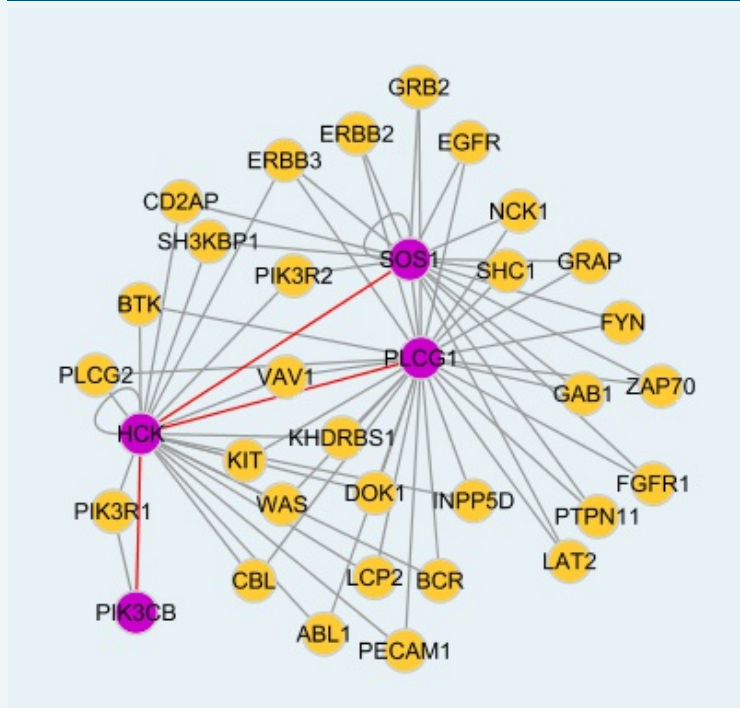 GRB2
ERBB2
EGFR
ERBB3
CD2AP
NCK1
SH3KBP1
SOS1
GRAP
SHC1
PIK3R2
BTK
FYN
PLCG1
PLCG2
VAV1
ZAP70
GAB1
HCK
KHDRBS1
KIT
FGFR1
DOK1
INPP5D
WAS
PIK3R1
PTPN11
LAT2
CBL
LCP2
BCR
PIK3CB
ABL1
PECAM1